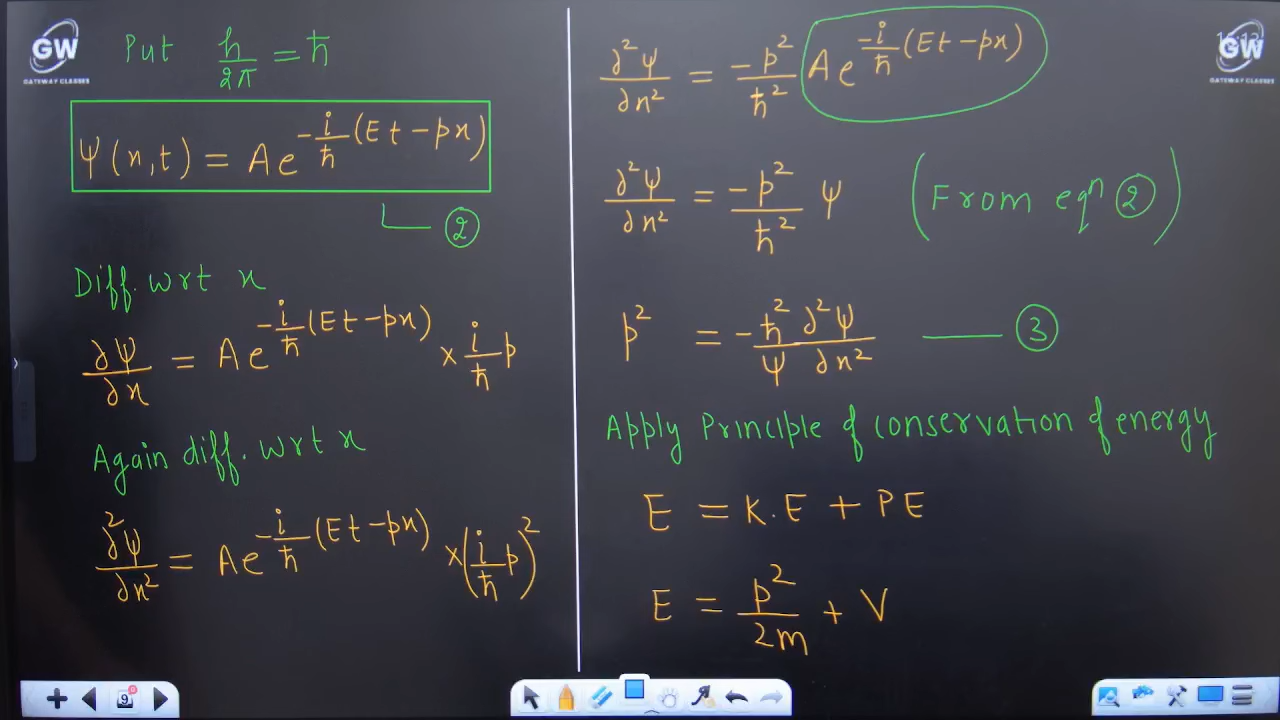 GW
GATEWAY CLASSES
Put h/2π = ħ
Ψ(x,t) = Ae^{-i/ħ (Et-px)}
②
Diff. wrt x
∂Ψ/∂x = Ae^{-i/ħ (Et-px)} × i/ħ p
Again diff. wrt x
∂²Ψ/∂x² = Ae^{-i/ħ (Et-px)} × (i/ħ p)²
∂²Ψ/∂x² = -p²/ħ² Ae^{-i/ħ (Et-px)}
∂²Ψ/∂x² = -p²/ħ² Ψ (From eqⁿ ②)
p² = -ħ²/Ψ ∂²Ψ/∂x² — ③
Apply Principle of conservation of energy
E = K.E + PE
E = p²/2m + V
GW
GATEWAY CLASSES
9